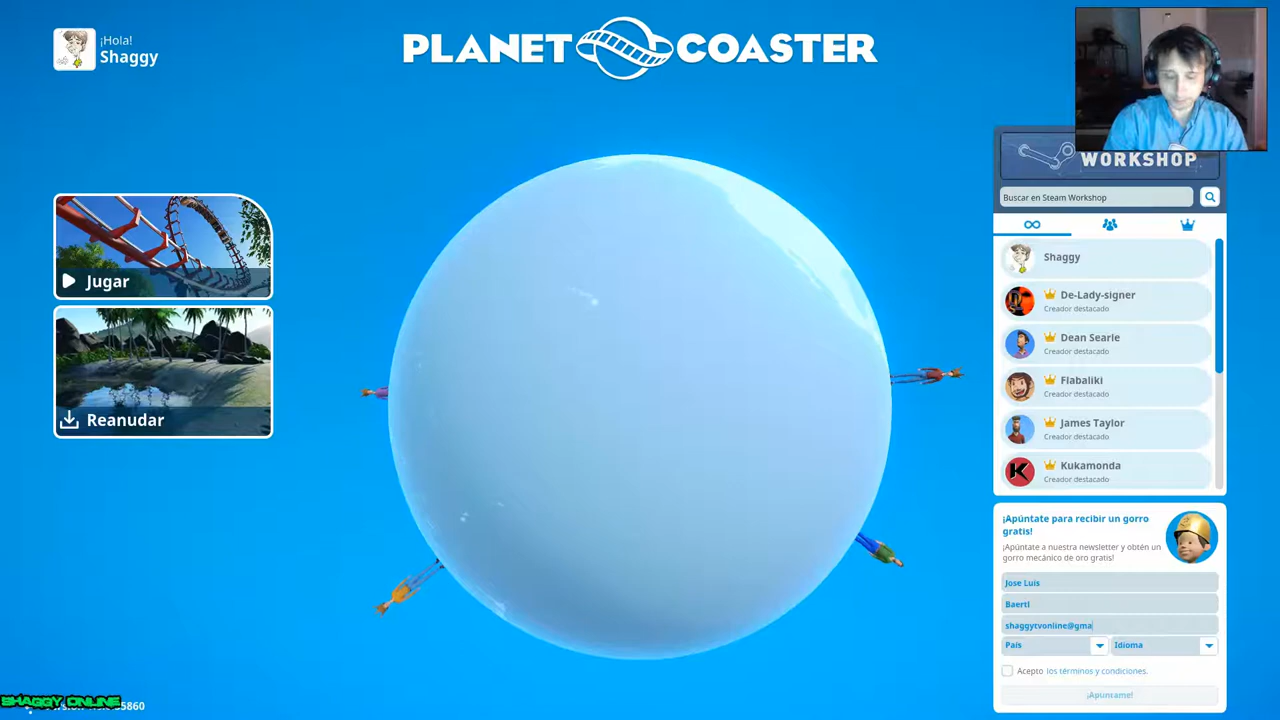 ¡Hola!
Shaggy
PLANET COASTER
Jugar
Reanudar
WORKSHOP
Buscar en Steam Workshop
Shaggy
De-Lady-signer
Creador destacado
Dean Searle
Creador destacado
Flabaliki
Creador destacado
James Taylor
Creador destacado
Kukamonda
Creador destacado
¡Apúntate para recibir un gorro
gratis!
¡Apúntate a nuestra newsletter y obtén un
gorro mecánico de oro gratis!
Jose Luis
Baertl
shaggytvonline@gma
País
Idioma
Acepto los términos y condiciones.
¡Apúntame!
SHAGGY ONLINE